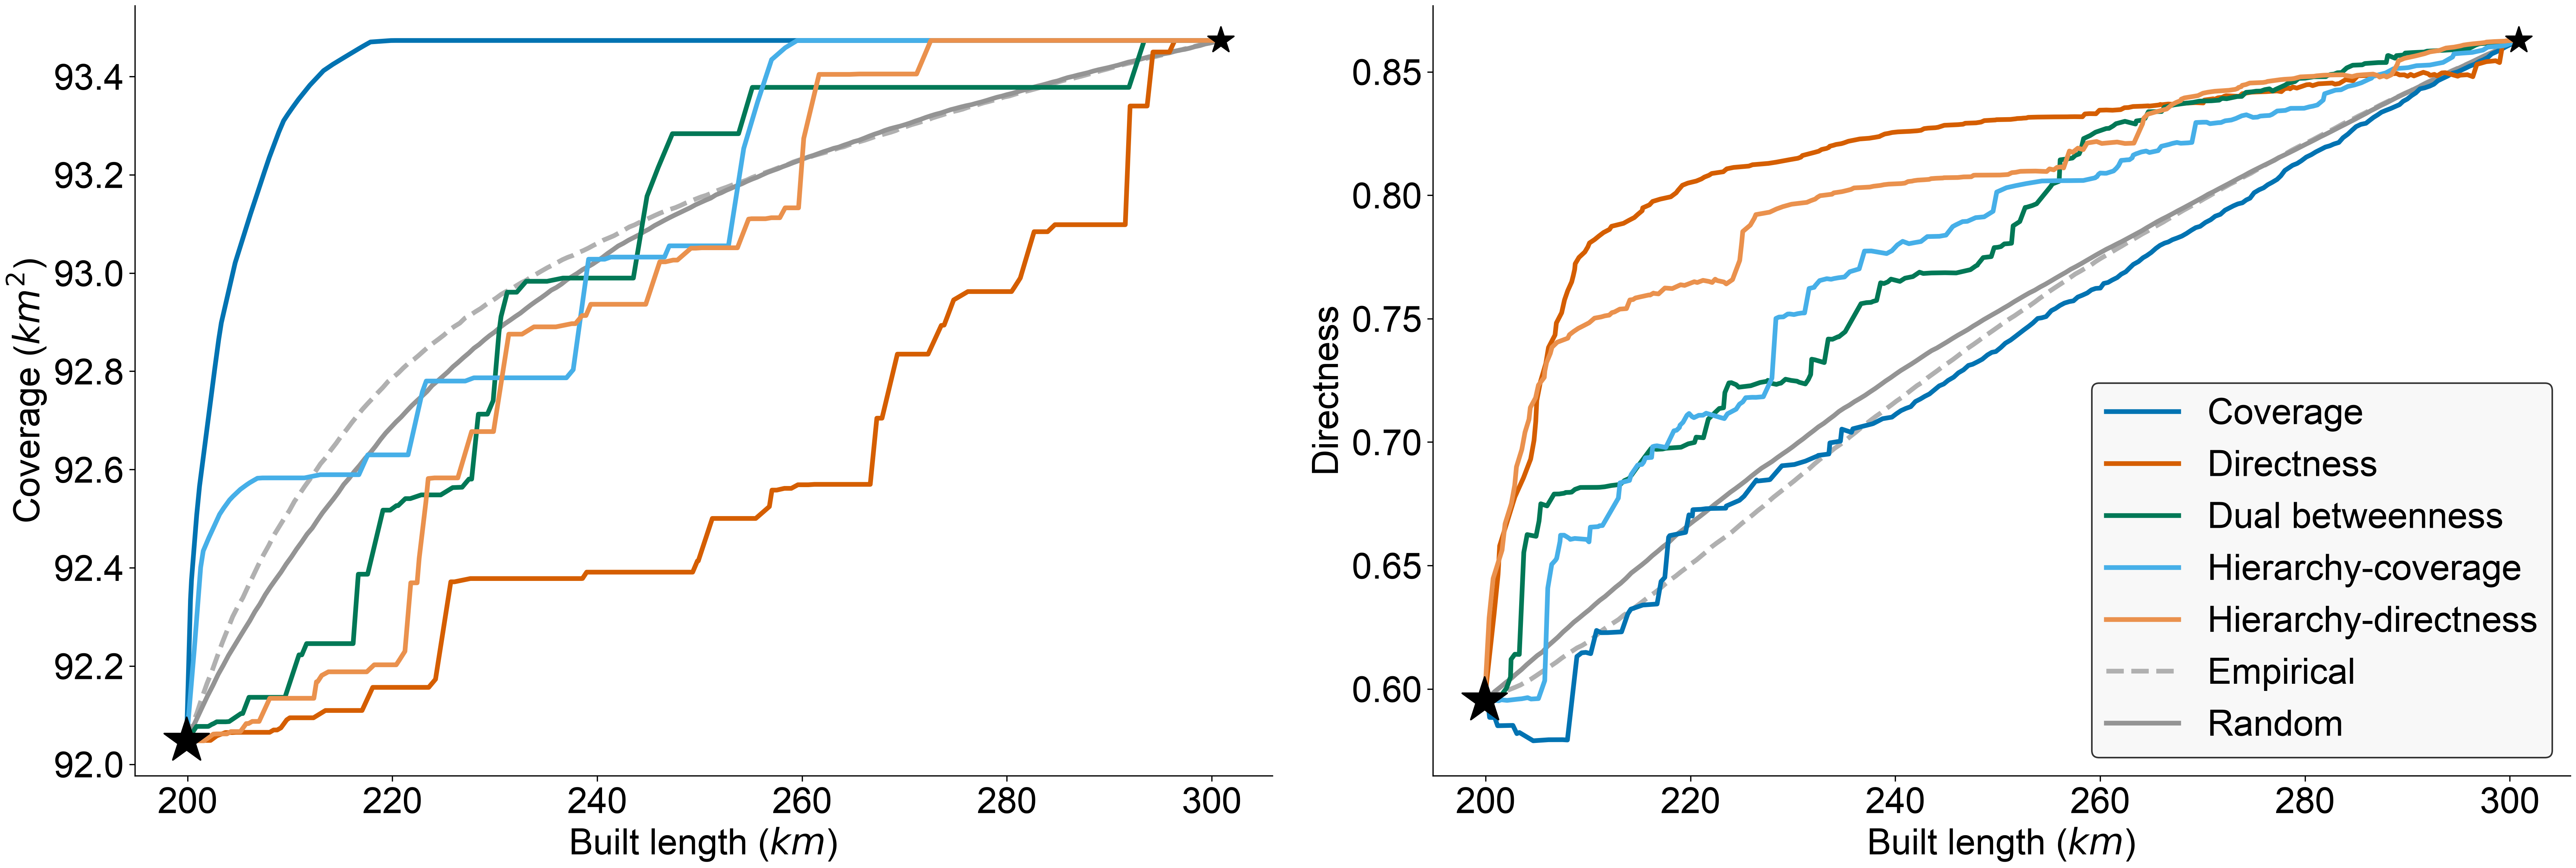 Coverage (km²)
93.4
93.2
93.0
92.8
92.6
92.4
92.2
92.0
200 220 240 260 280 300
Built length (km)
Directness
0.85
0.80
0.75
0.70
0.65
0.60
200 220 240 260 280 300
Built length (km)
Coverage
Directness
Dual betweenness
Hierarchy-coverage
Hierarchy-directness
Empirical
Random